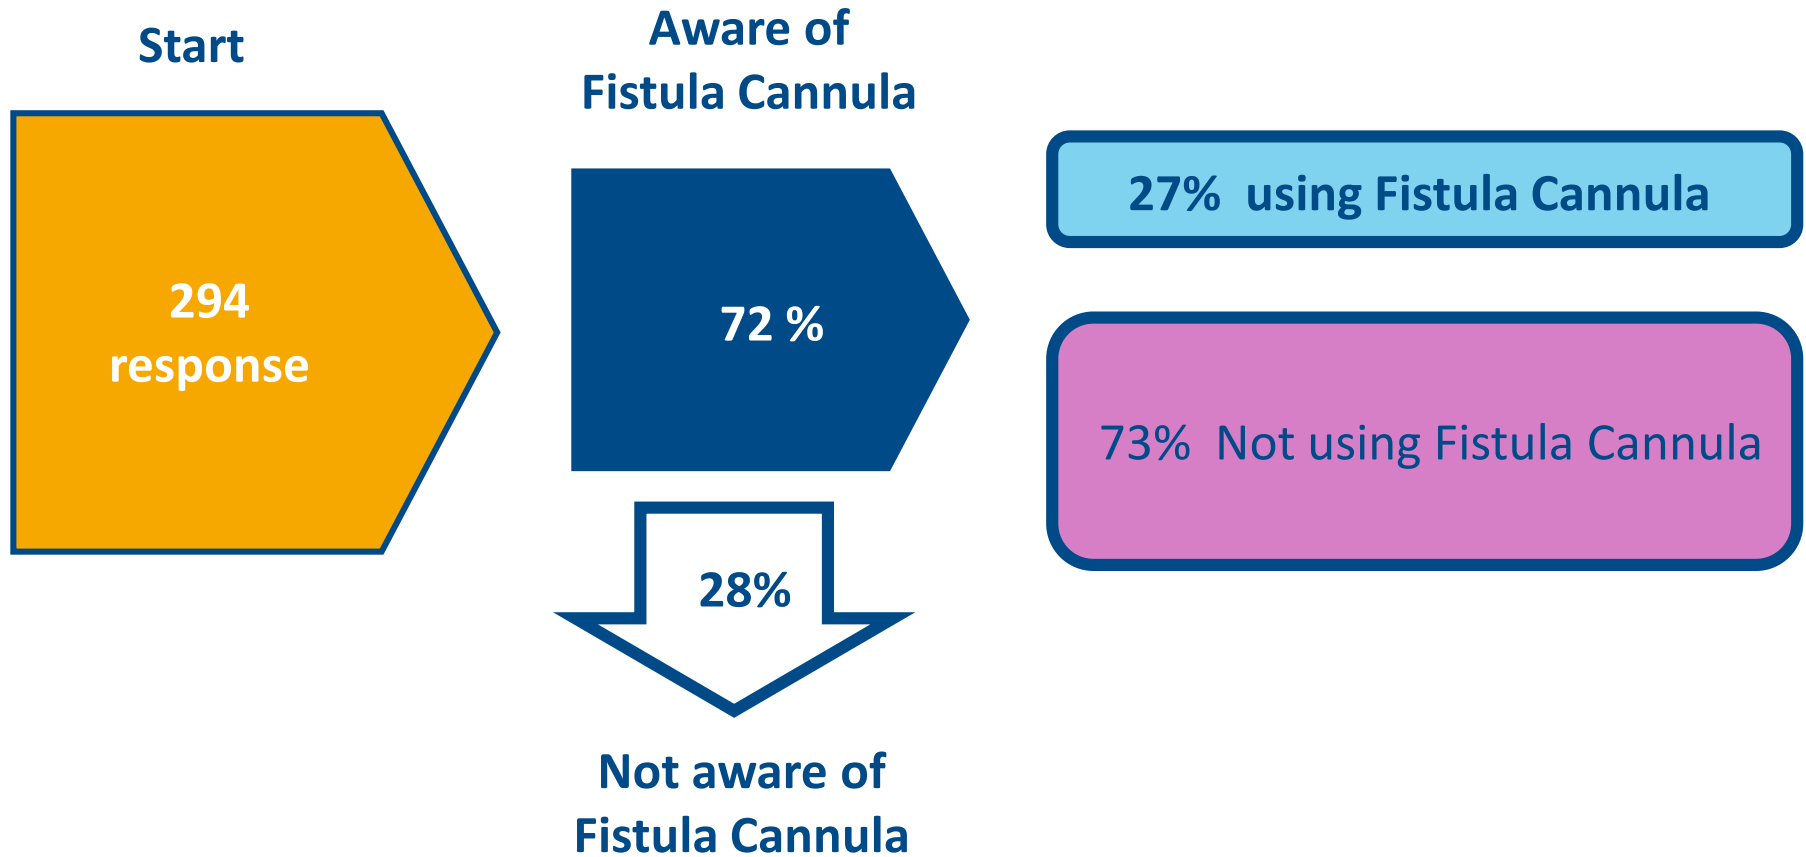 Start
294
response
Aware of
Fistula Cannula
72 %
28%
Not aware of
Fistula Cannula
27%  using Fistula Cannula
73%  Not using Fistula Cannula